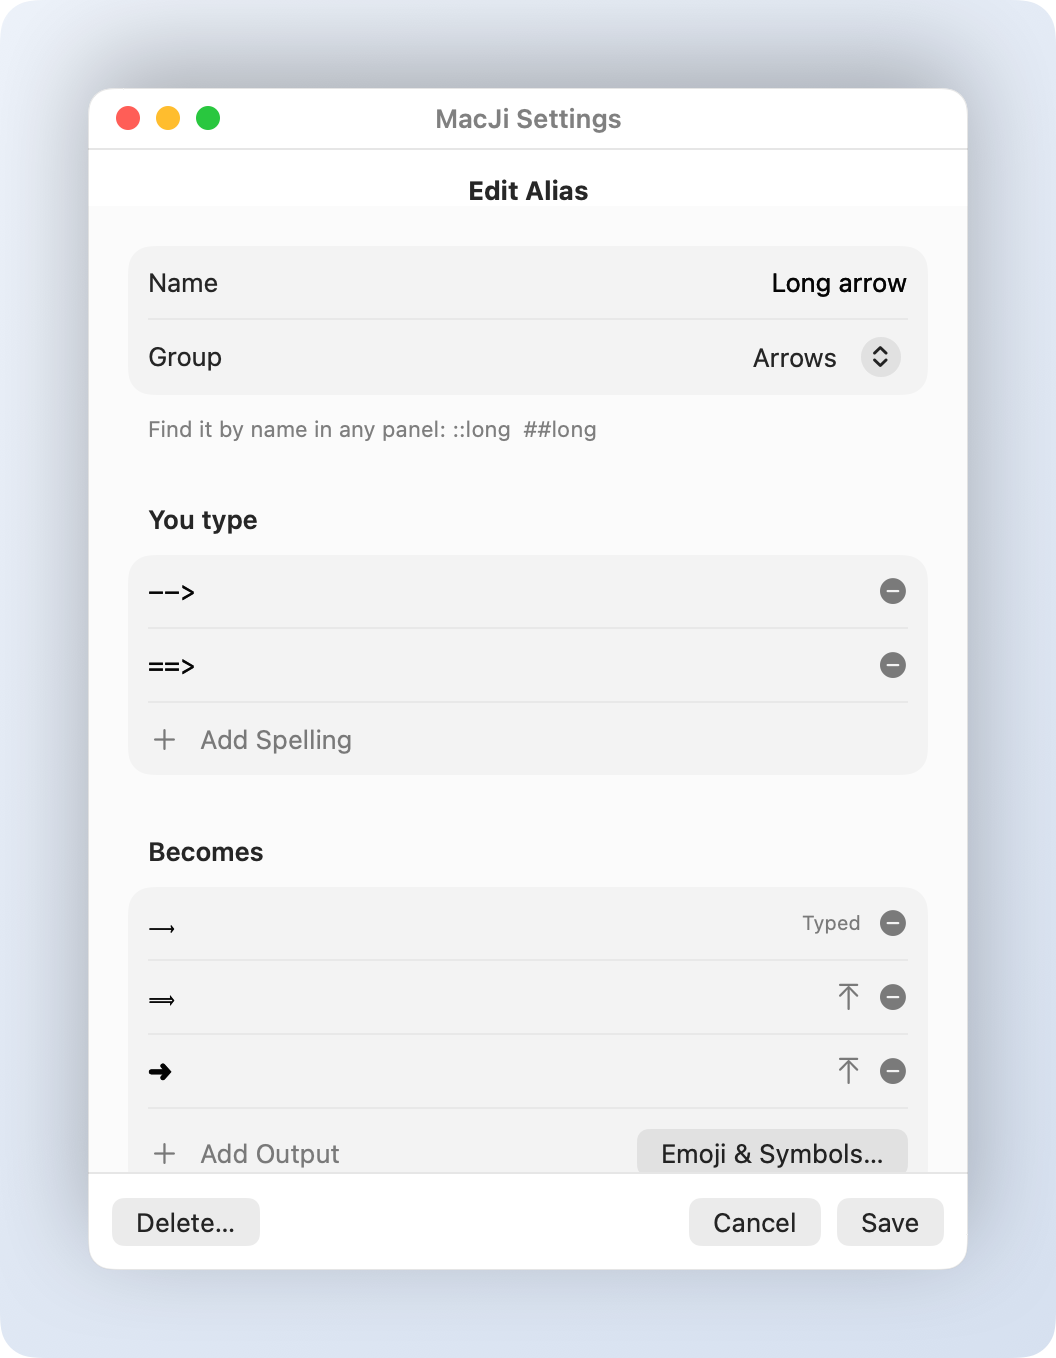 MacJi Settings
Edit Alias
Name Long arrow
Group Arrows
Find it by name in any panel: ::long ##long
You type
-->
==>
+ Add Spelling
Becomes
⟶ Typed
⟹
➜
+ Add Output Emoji & Symbols...
Delete... Cancel Save